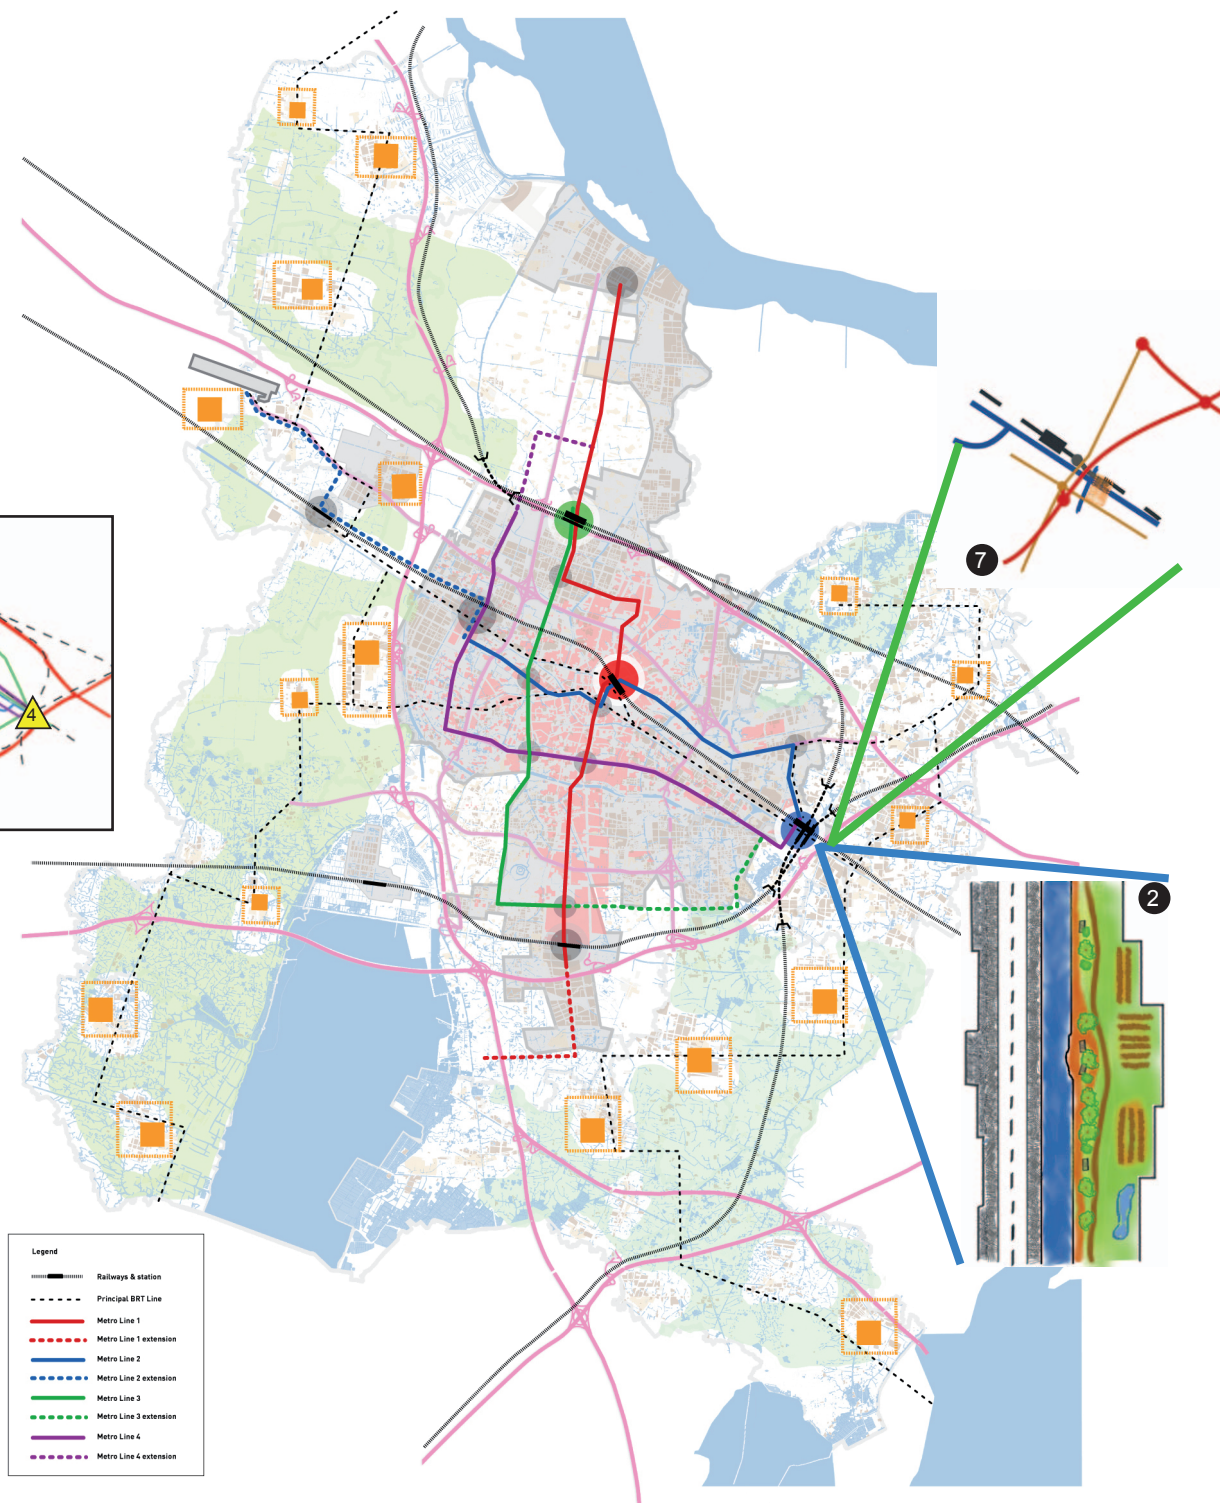 7
4
2
Legend
Railways & station
Principal BRT Line
Metro Line 1
Metro Line 1 extension
Metro Line 2
Metro Line 2 extension
Metro Line 3
Metro Line 3 extension
Metro Line 4
Metro Line 4 extension